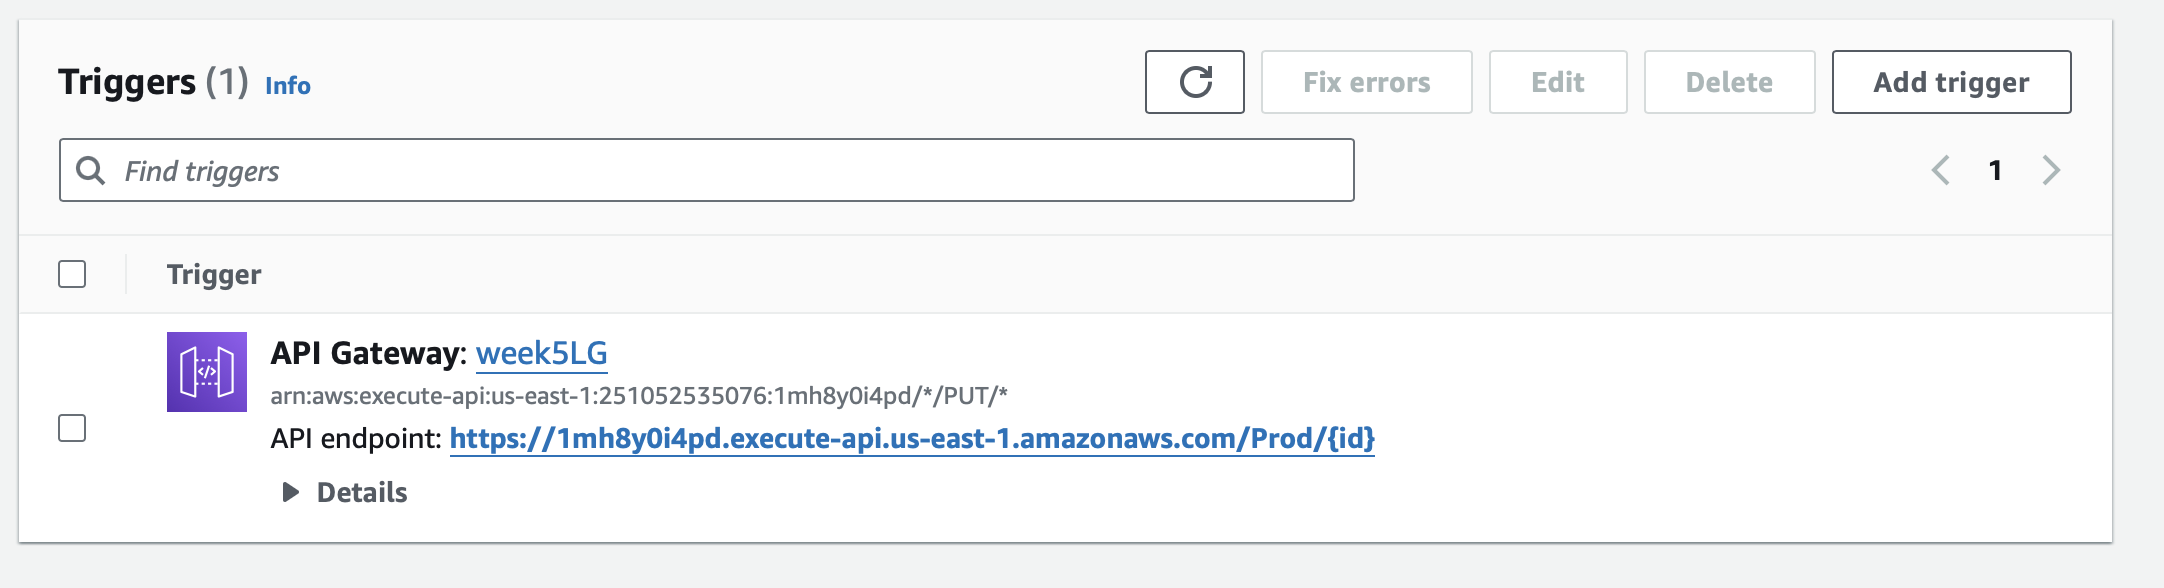 Triggers (1) Info
Fix errors
Edit
Delete
Add trigger
Find triggers
1
Trigger
API Gateway: week5LG
arn:aws:execute-api:us-east-1:251052535076:1mh8y0i4pd/*/PUT/*
API endpoint: https://1mh8y0i4pd.execute-api.us-east-1.amazonaws.com/Prod/{id}
Details